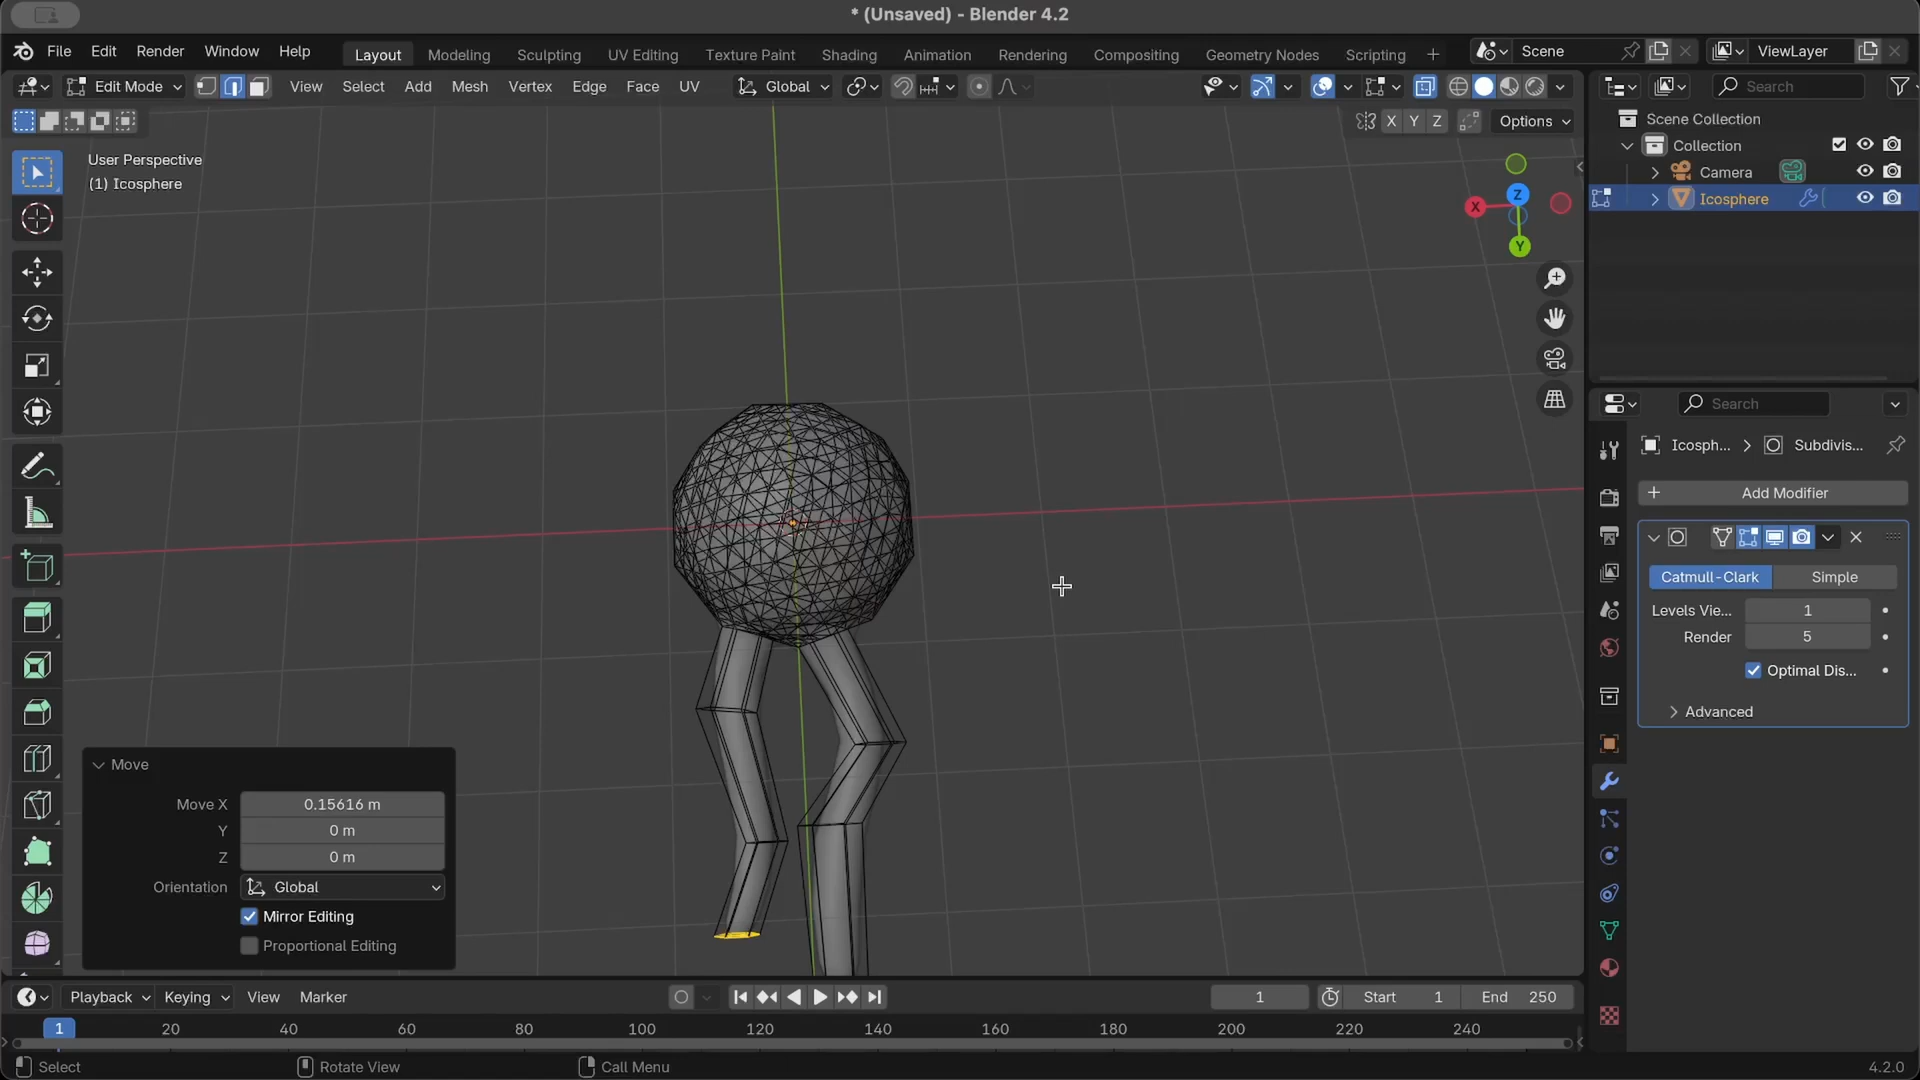 * (Unsaved) - Blender 4.2
File Edit Render Window Help Layout Modeling Sculpting UV Editing Texture Paint Shading Animation Rendering Compositing Geometry Nodes Scripting + Scene ViewLayer
Edit Mode View Select Add Mesh Vertex Edge Face UV Global Search
X Y Z Options
Scene Collection
Collection
Camera
Icosphere
User Perspective
(1) Icosphere
Z
X
Y
Search
Icosph... > Subdivis...
+ Add Modifier
Catmull-Clark Simple
Levels Vie... 1
Render 5
Optimal Dis...
Advanced
Move
Move X 0.15616 m
Y 0 m
Z 0 m
Orientation Global
Mirror Editing
Proportional Editing
Playback Keying View Marker 1 Start 1 End 250
1 20 40 60 80 100 120 140 160 180 200 220 240
Select Rotate View Call Menu 4.2.0